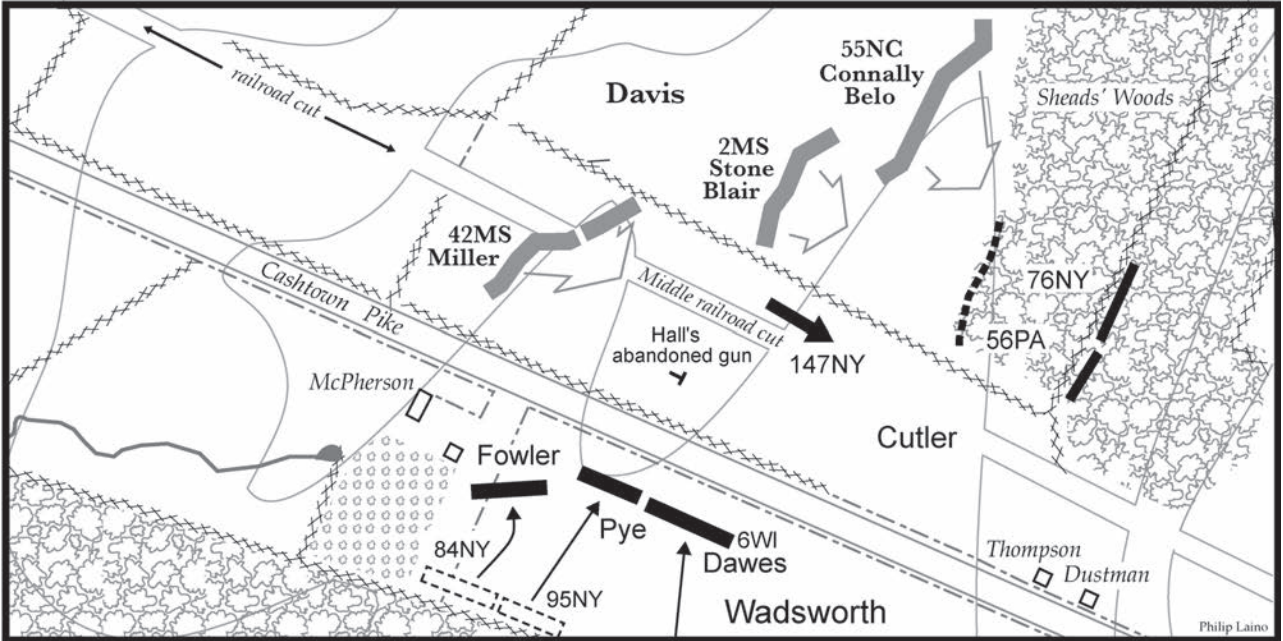 railroad cut
Davis
55NC
Connally
Belo
Sheads' Woods
2MS
Stone
Blair
42MS
Miller
Cashtown Pike
Middle railroad cut
Hall's
abandoned gun
147NY
76NY
56PA
McPherson
Cutler
Fowler
Pye
6WI
Dawes
84NY
95NY
Wadsworth
Thompson
Dustman
Philip Laino